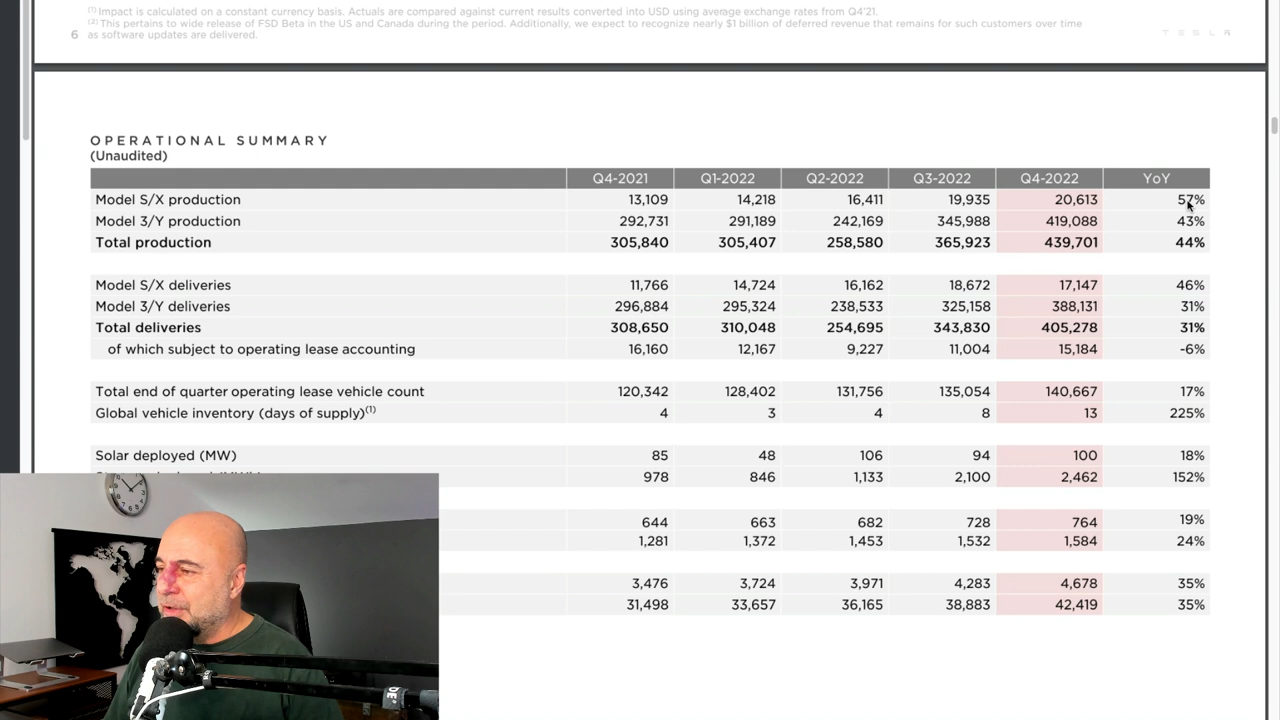 (1) Impact is calculated on a constant currency basis. Actuals are compared against current results converted into USD using average exchange rates from Q4'21.
(2) This pertains to wide release of FSD Beta in the US and Canada during the period. Additionally, we expect to recognize nearly $1 billion of deferred revenue that remains for such customers over time
6 as software updates are delivered.
TESLA
OPERATIONAL SUMMARY
(Unaudited)
Q4-2021 Q1-2022 Q2-2022 Q3-2022 Q4-2022 YoY
Model S/X production 13,109 14,218 16,411 19,935 20,613 57%
Model 3/Y production 292,731 291,189 242,169 345,988 419,088 43%
Total production 305,840 305,407 258,580 365,923 439,701 44%
Model S/X deliveries 11,766 14,724 16,162 18,672 17,147 46%
Model 3/Y deliveries 296,884 295,324 238,533 325,158 388,131 31%
Total deliveries 308,650 310,048 254,695 343,830 405,278 31%
of which subject to operating lease accounting 16,160 12,167 9,227 11,004 15,184 -6%
Total end of quarter operating lease vehicle count 120,342 128,402 131,756 135,054 140,667 17%
Global vehicle inventory (days of supply)(1) 4 3 4 8 13 225%
Solar deployed (MW) 85 48 106 94 100 18%
978 846 1,133 2,100 2,462 152%
644 663 682 728 764 19%
1,281 1,372 1,453 1,532 1,584 24%
3,476 3,724 3,971 4,283 4,678 35%
31,498 33,657 36,165 38,883 42,419 35%